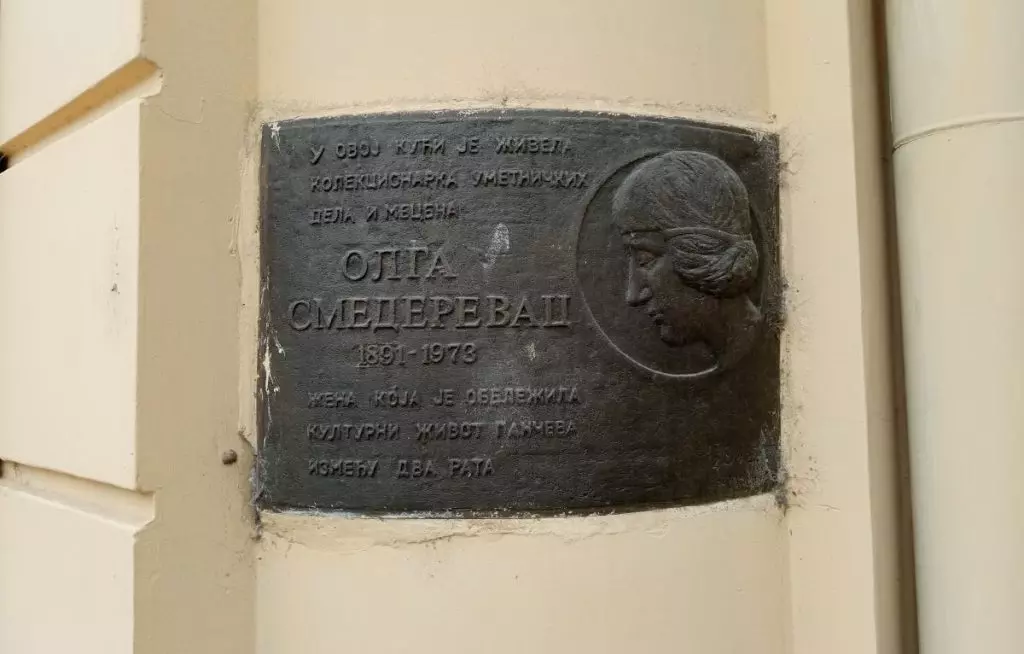 У ОВОЈ КУЋИ ЈЕ ЖИВЕЛА
КОЛЕКЦИОНАРКА УМЕТНИЧКИХ
ДЕЛА И МЕЦЕНА
ОЛГА
СМЕДЕРЕВАЦ
1891-1973
ЖЕНА КОЈА ЈЕ ОБЕЛЕЖИЛА
КУЛТУРНИ ЖИВОТ ПАНЧЕВА
ИЗМЕЂУ ДВА РАТА